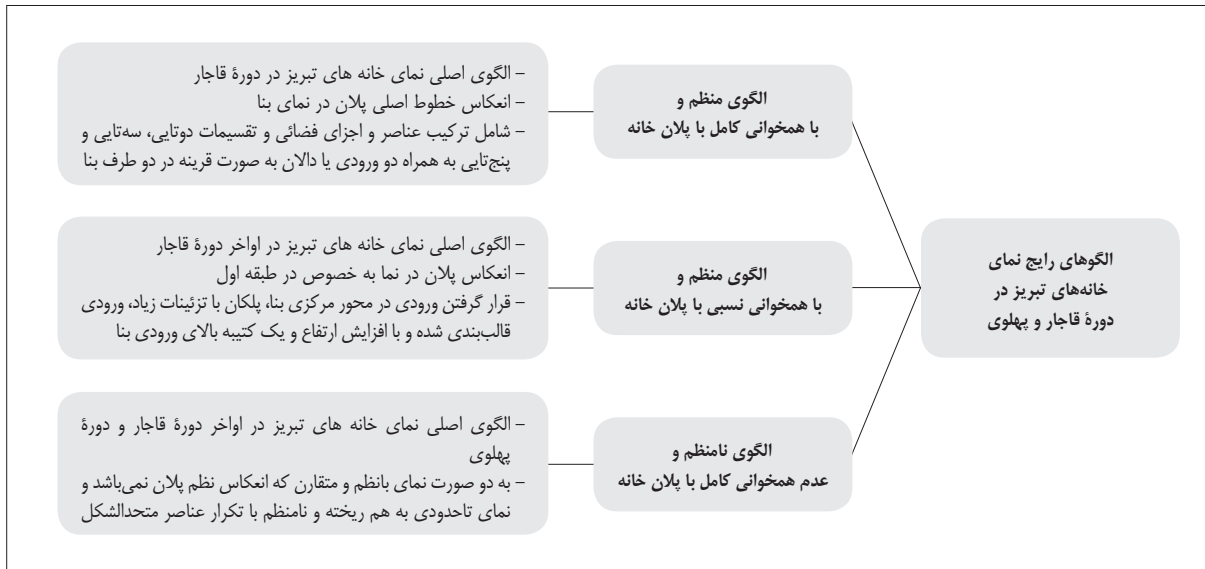 الگوهای رایج نمای
خانه‌های تبریز در
دورۀ قاجار و پهلوی
الگوی منظم و
با همخوانی کامل با پلان خانه
– الگوی اصلی نمای خانه های تبریز در دورۀ قاجار
– انعکاس خطوط اصلی پلان در نمای بنا
– شامل ترکیب عناصر و اجزای فضائی و تقسیمات دوتایی، سه‌تایی و
پنج‌تایی به همراه دو ورودی یا دالان به صورت قرینه در دو طرف بنا
الگوی منظم و
با همخوانی نسبی با پلان خانه
– الگوی اصلی نمای خانه های تبریز در اواخر دورۀ قاجار
– انعکاس پلان در نما به خصوص در طبقه اول
– قرار گرفتن ورودی در محور مرکزی بنا، پلکان با تزئینات زیاد، ورودی
قالب‌بندی شده و با افزایش ارتفاع و یک کتیبه بالای ورودی بنا
الگوی نامنظم و
عدم همخوانی کامل با پلان خانه
– الگوی اصلی نمای خانه های تبریز در اواخر دورۀ قاجار و دورۀ
پهلوی
– به دو صورت نمای بانظم و متقارن که انعکاس نظم پلان نمی‌باشد و
نمای تاحدودی به هم ریخته و نامنظم با تکرار عناصر متحدالشکل